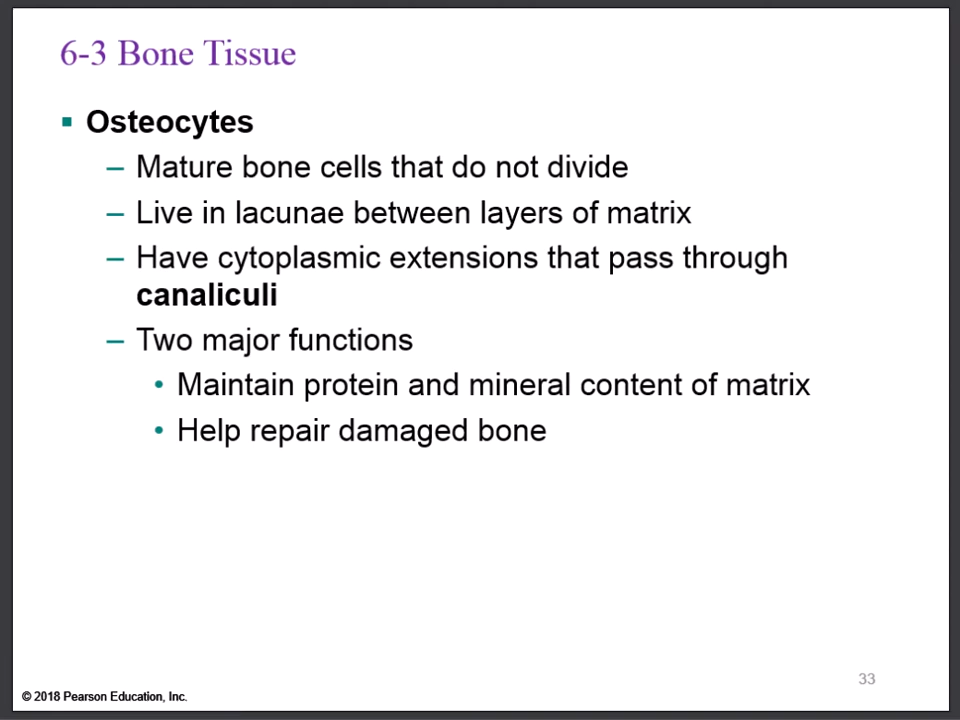 6-3 Bone Tissue
▪ Osteocytes
– Mature bone cells that do not divide
– Live in lacunae between layers of matrix
– Have cytoplasmic extensions that pass through
canaliculi
– Two major functions
• Maintain protein and mineral content of matrix
• Help repair damaged bone
33
© 2018 Pearson Education, Inc.